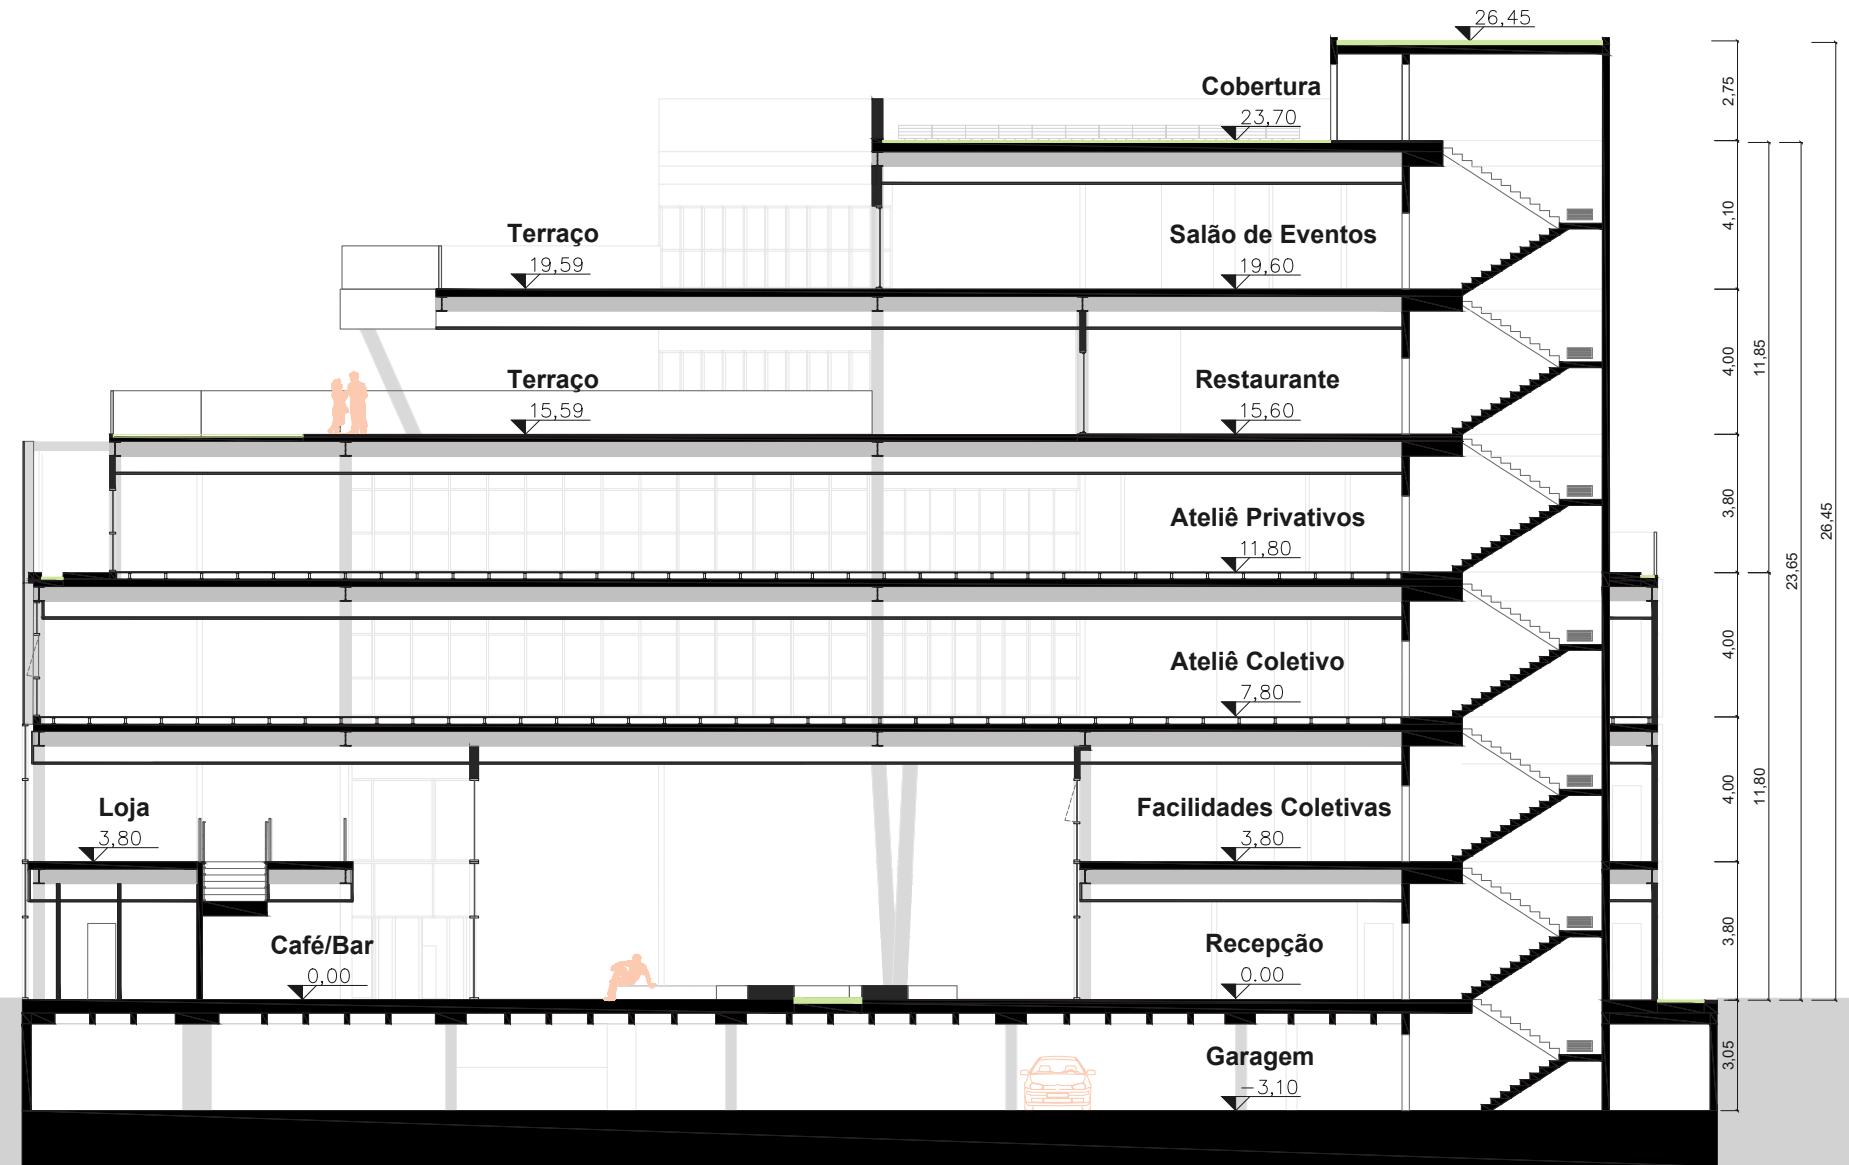 26,45
Cobertura
23,70
Terraço
19,59
Salão de Eventos
19,60
Terraço
15,59
Restaurante
15,60
Ateliê Privativos
11,80
Ateliê Coletivo
7,80
Loja
3,80
Facilidades Coletivas
3,80
Café/Bar
0,00
Recepção
0.00
Garagem
−3,10
2,75
4,10
4,00
3,80
4,00
4,00
3,80
3,05
11,85
11,80
23,65
26,45